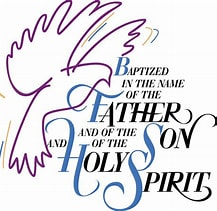 BAPTIZED
IN THE NAME
OF THE
FATHER
AND AND OF THE SON
OF THE
HOLY
SPIRIT